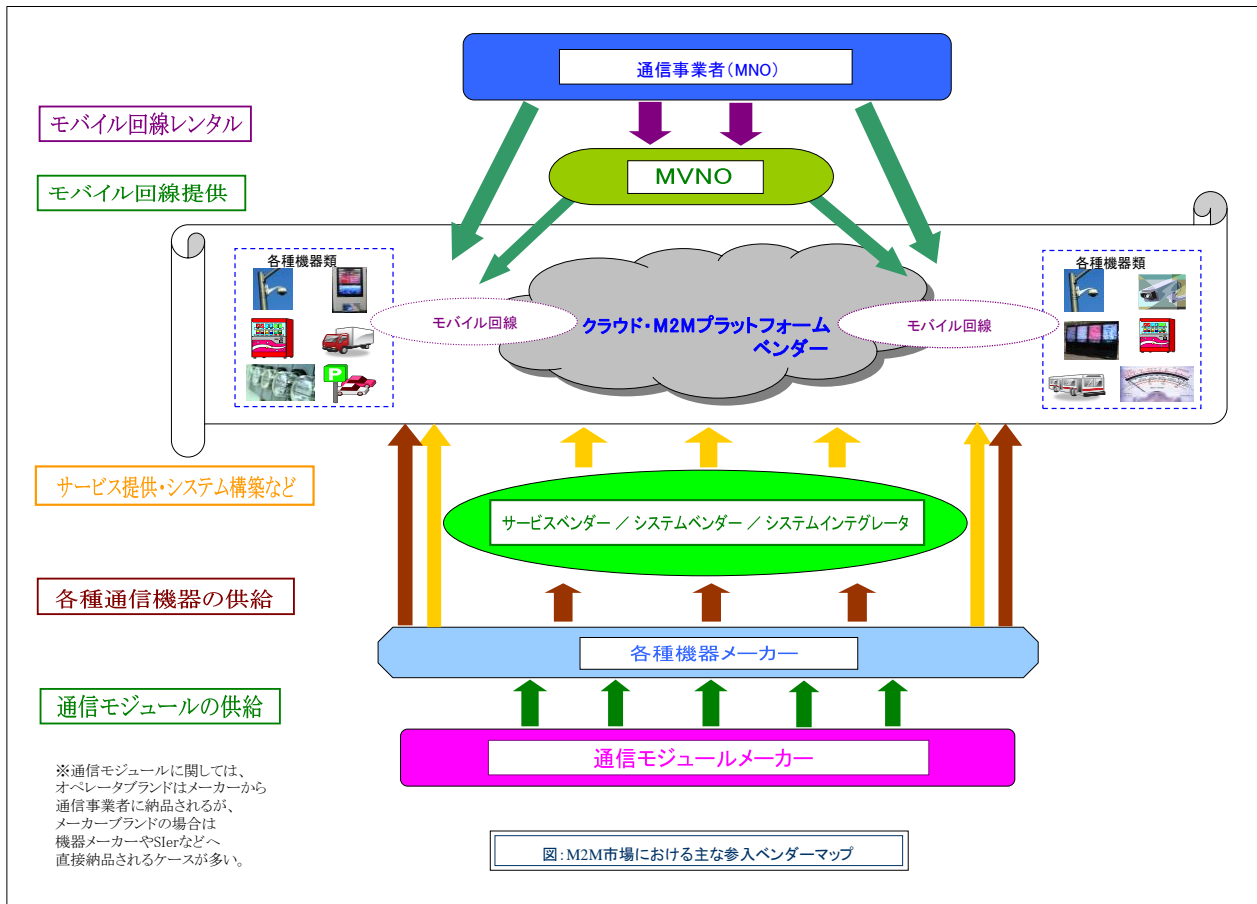 通信事業者（MNO）
モバイル回線レンタル
MVNO
モバイル回線提供
各種機器類
各種機器類
P
モバイル回線
クラウド・M2Mプラットフォーム
ベンダー
モバイル回線
サービス提供・システム構築など
サービスベンダー ／ システムベンダー ／ システムインテグレータ
各種通信機器の供給
各種機器メーカー
通信モジュールの供給
通信モジュールメーカー
※通信モジュールに関しては、
オペレータブランドはメーカーから
通信事業者に納品されるが、
メーカーブランドの場合は
機器メーカーやSIerなどへ
直接納品されるケースが多い。
図：M2M市場における主な参入ベンダーマップ